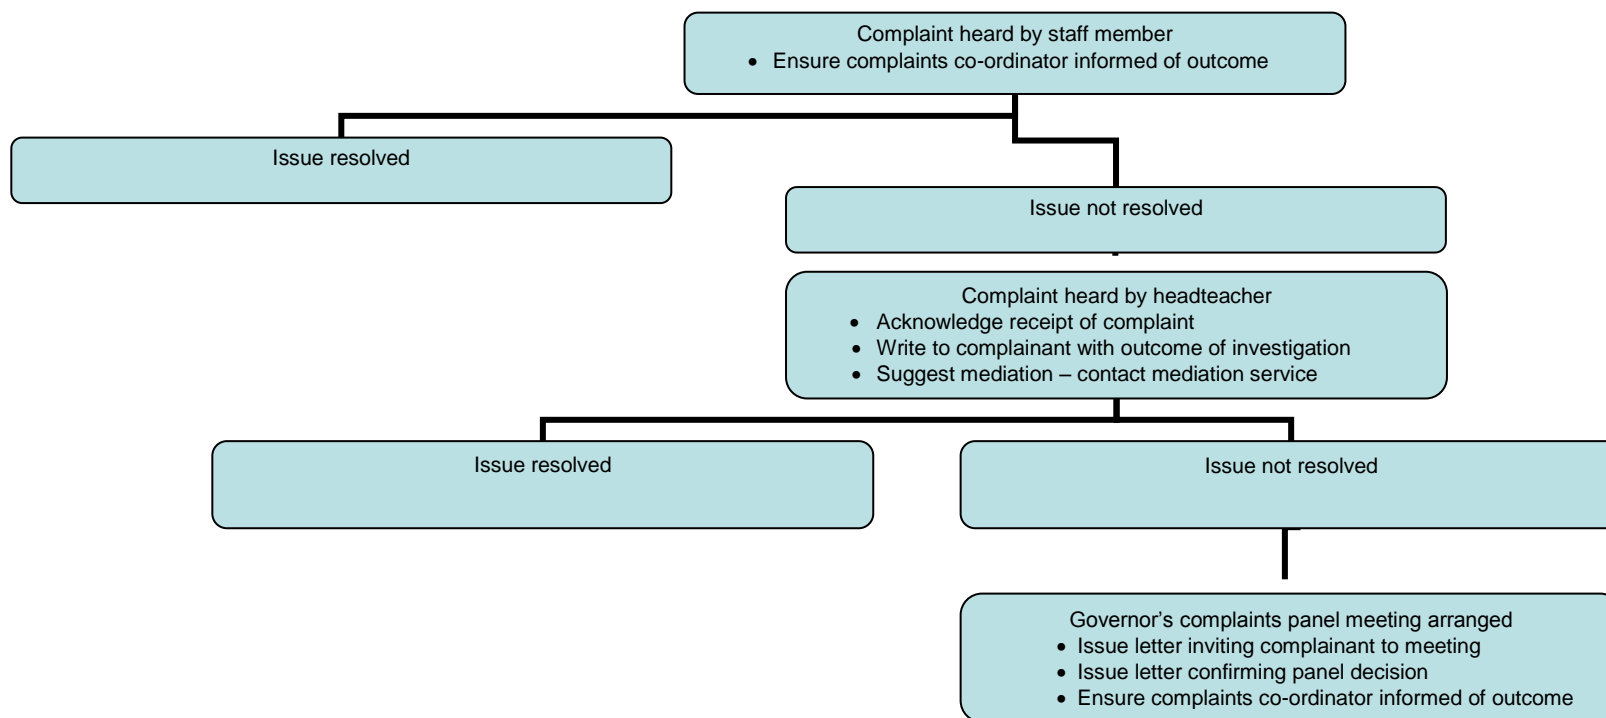 Complaint heard by staff member
• Ensure complaints co-ordinator informed of outcome
Issue resolved
Issue not resolved
Complaint heard by headteacher
• Acknowledge receipt of complaint
• Write to complainant with outcome of investigation
• Suggest mediation – contact mediation service
Issue resolved
Issue not resolved
Governor’s complaints panel meeting arranged
• Issue letter inviting complainant to meeting
• Issue letter confirming panel decision
• Ensure complaints co-ordinator informed of outcome